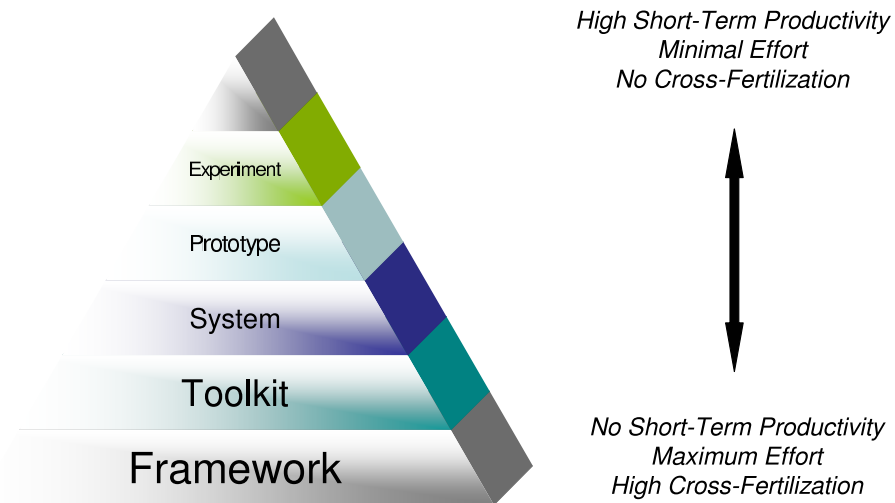 High Short-Term Productivity
Minimal Effort
No Cross-Fertilization
Experiment
Prototype
System
Toolkit
Framework
No Short-Term Productivity
Maximum Effort
High Cross-Fertilization